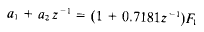 a₁ + a₂ z⁻¹ = (1 + 0.7181z⁻¹)F₁